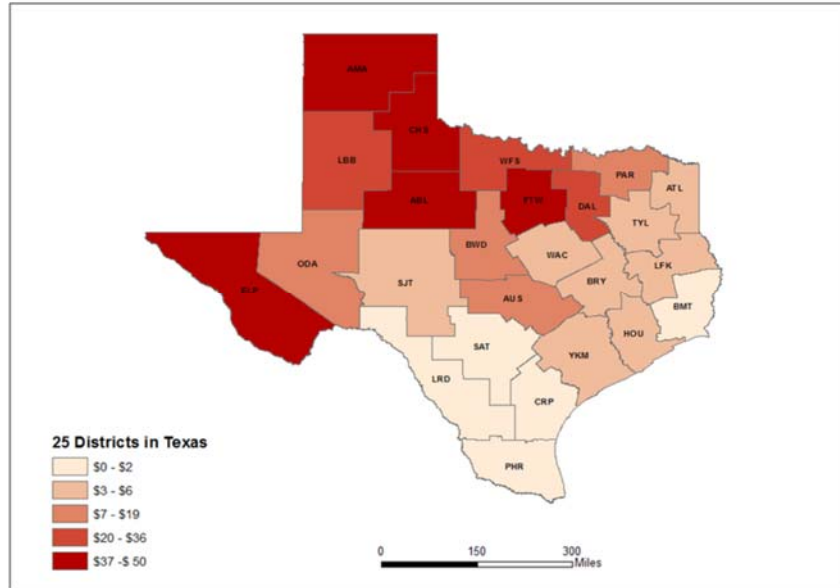 AMA
CHS
LBB
WFS
PAR
ATL
ABL
FTW
DAL
TYL
BWD
WAC
LFK
ELP
ODA
SJT
BRY
BMT
AUS
HOU
SAT
YKM
LRD
CRP
PHR
25 Districts in Texas
$0 - $2
$3 - $6
$7 - $19
$20 - $36
$37 -$ 50
0 150 300
Miles